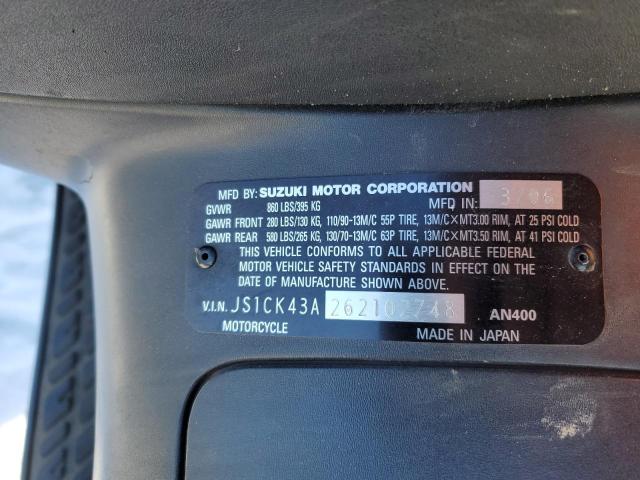 MFD BY: SUZUKI MOTOR CORPORATION
GVWR 860 LBS/395 KG MFD IN: 3/06
GAWR FRONT 280 LBS/130 KG, 110/90-13M/C 55P TIRE, 13M/C×MT3.00 RIM, AT 25 PSI COLD
GAWR REAR 580 LBS/265 KG, 130/70-13M/C 63P TIRE, 13M/C×MT3.50 RIM, AT 41 PSI COLD
THIS VEHICLE CONFORMS TO ALL APPLICABLE FEDERAL
MOTOR VEHICLE SAFETY STANDARDS IN EFFECT ON THE
DATE OF MANUFACTURE SHOWN ABOVE.
V.I.N. JS1CK43A262102748 AN400
MOTORCYCLE MADE IN JAPAN